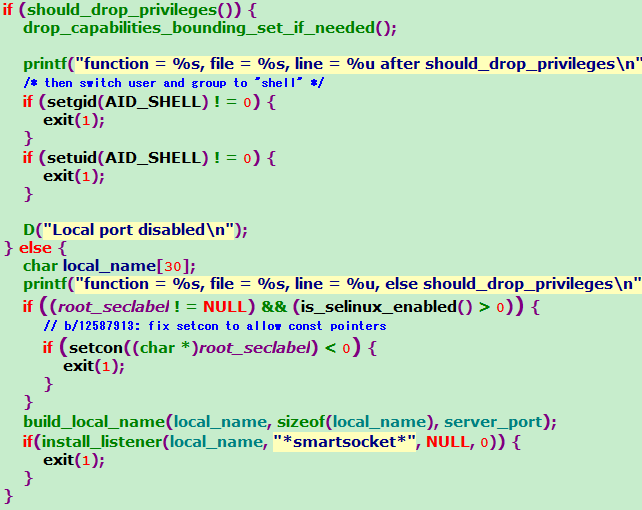 if (should_drop_privileges()) {
drop_capabilities_bounding_set_if_needed();
printf("function = %s, file = %s, line = %u after should_drop_privileges\n"
/* then switch user and group to "shell" */
if (setgid(AID_SHELL) != 0) {
exit(1);
}
if (setuid(AID_SHELL) != 0) {
exit(1);
}
D("Local port disabled\n");
} else {
char local_name[30];
printf("function = %s, file = %s, line = %u, else should_drop_privileges\n"
if ((root_seclabel != NULL) && (is_selinux_enabled() > 0)) {
// b/12587913: fix setcon to allow const pointers
if (setcon((char *)root_seclabel) < 0) {
exit(1);
}
}
build_local_name(local_name, sizeof(local_name), server_port);
if(install_listener(local_name, "*smartsocket*", NULL, 0)) {
exit(1);
}
}